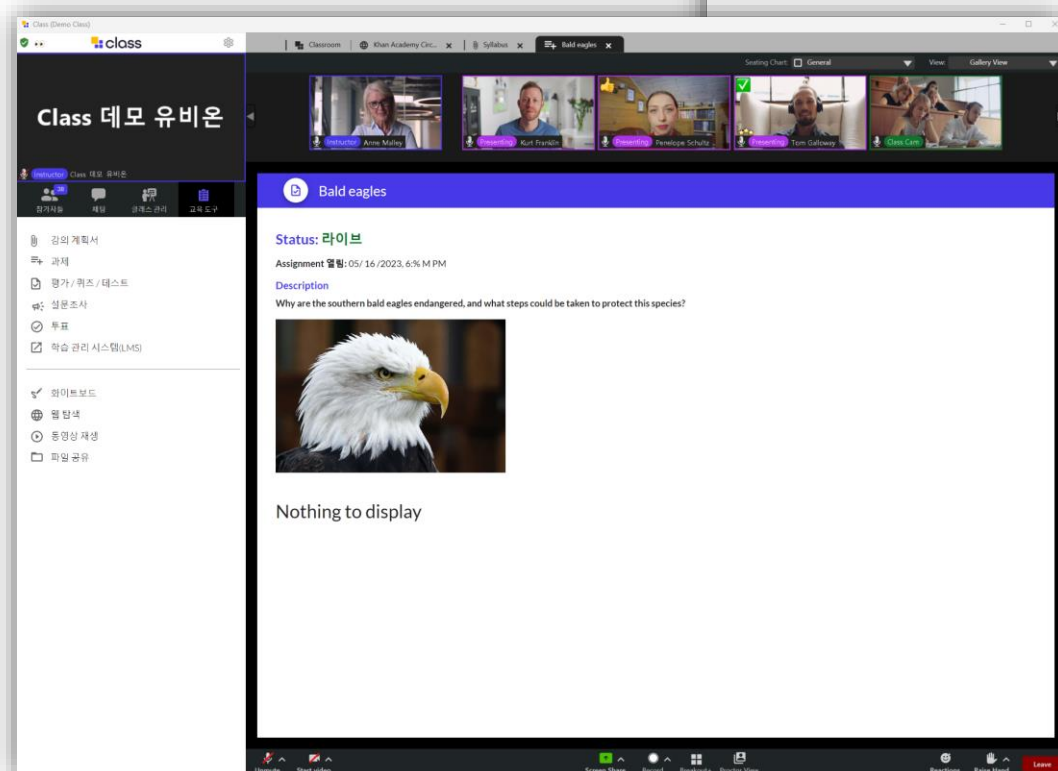 Class (Demo Class)
class
Class 데모 유비온
Instructor Class 데모 유비온
38
참가자들 채팅 클래스 관리 교육 도구
강의 계획서
과제
평가 / 퀴즈 / 테스트
설문조사
투표
학습 관리 시스템(LMS)
화이트보드
웹 탐색
동영상 재생
파일 공유
Classroom Khan Academy Circ... Syllabus Bald eagles
Seating Chart: General View: Gallery View
Instructor Anne Malley Presenting Kurt Franklin Presenting Penelope Schultz Presenting Tom Galloway Class Cam
Bald eagles
Status: 라이브
Assignment 열림: 05/ 16 /2023, 6:% M PM
Description
Why are the southern bald eagles endangered, and what steps could be taken to protect this species?
Nothing to display
Unmute Start video Screen Share Record Breakouts Proctor View Reactions Raise Hand Leave